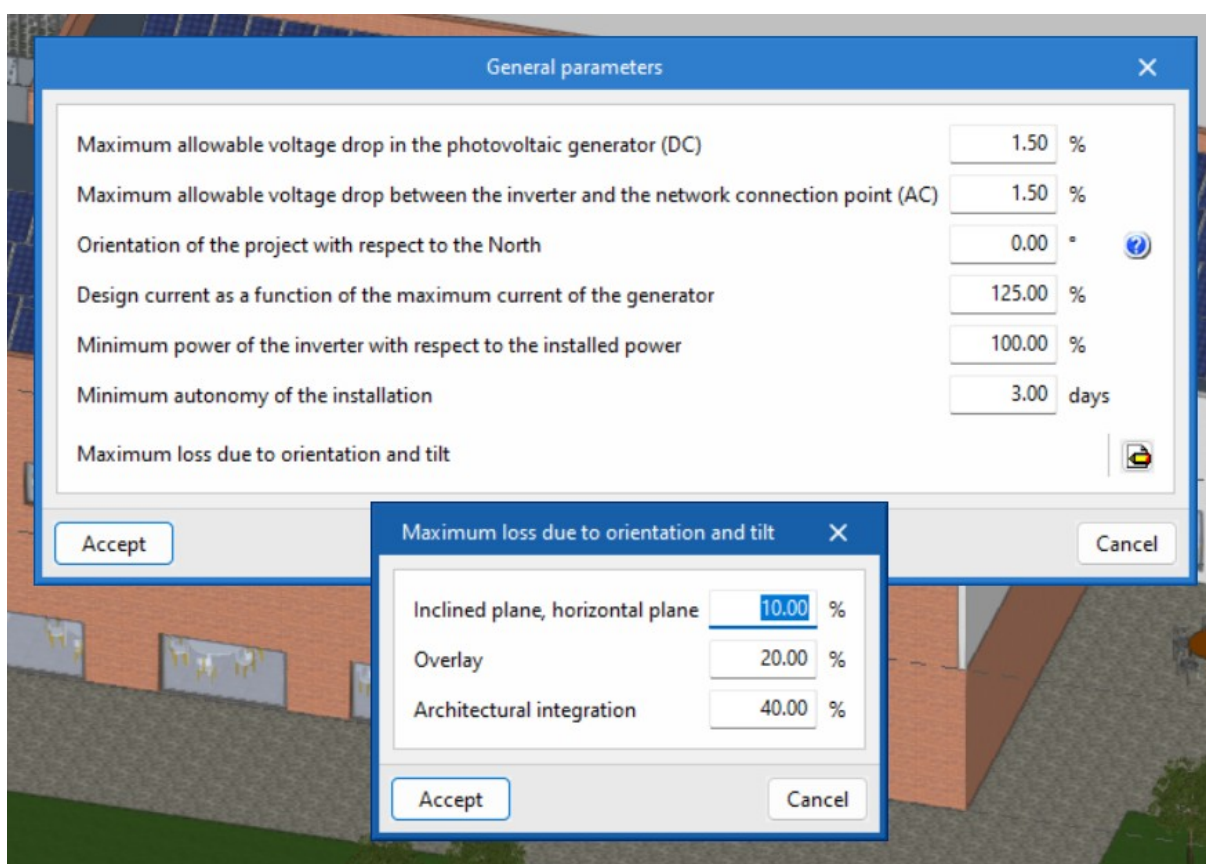 General parameters
Maximum allowable voltage drop in the photovoltaic generator (DC) 1.50 %
Maximum allowable voltage drop between the inverter and the network connection point (AC) 1.50 %
Orientation of the project with respect to the North 0.00 °
Design current as a function of the maximum current of the generator 125.00 %
Minimum power of the inverter with respect to the installed power 100.00 %
Minimum autonomy of the installation 3.00 days
Maximum loss due to orientation and tilt
Accept Cancel
Maximum loss due to orientation and tilt
Inclined plane, horizontal plane 10.00 %
Overlay 20.00 %
Architectural integration 40.00 %
Accept Cancel